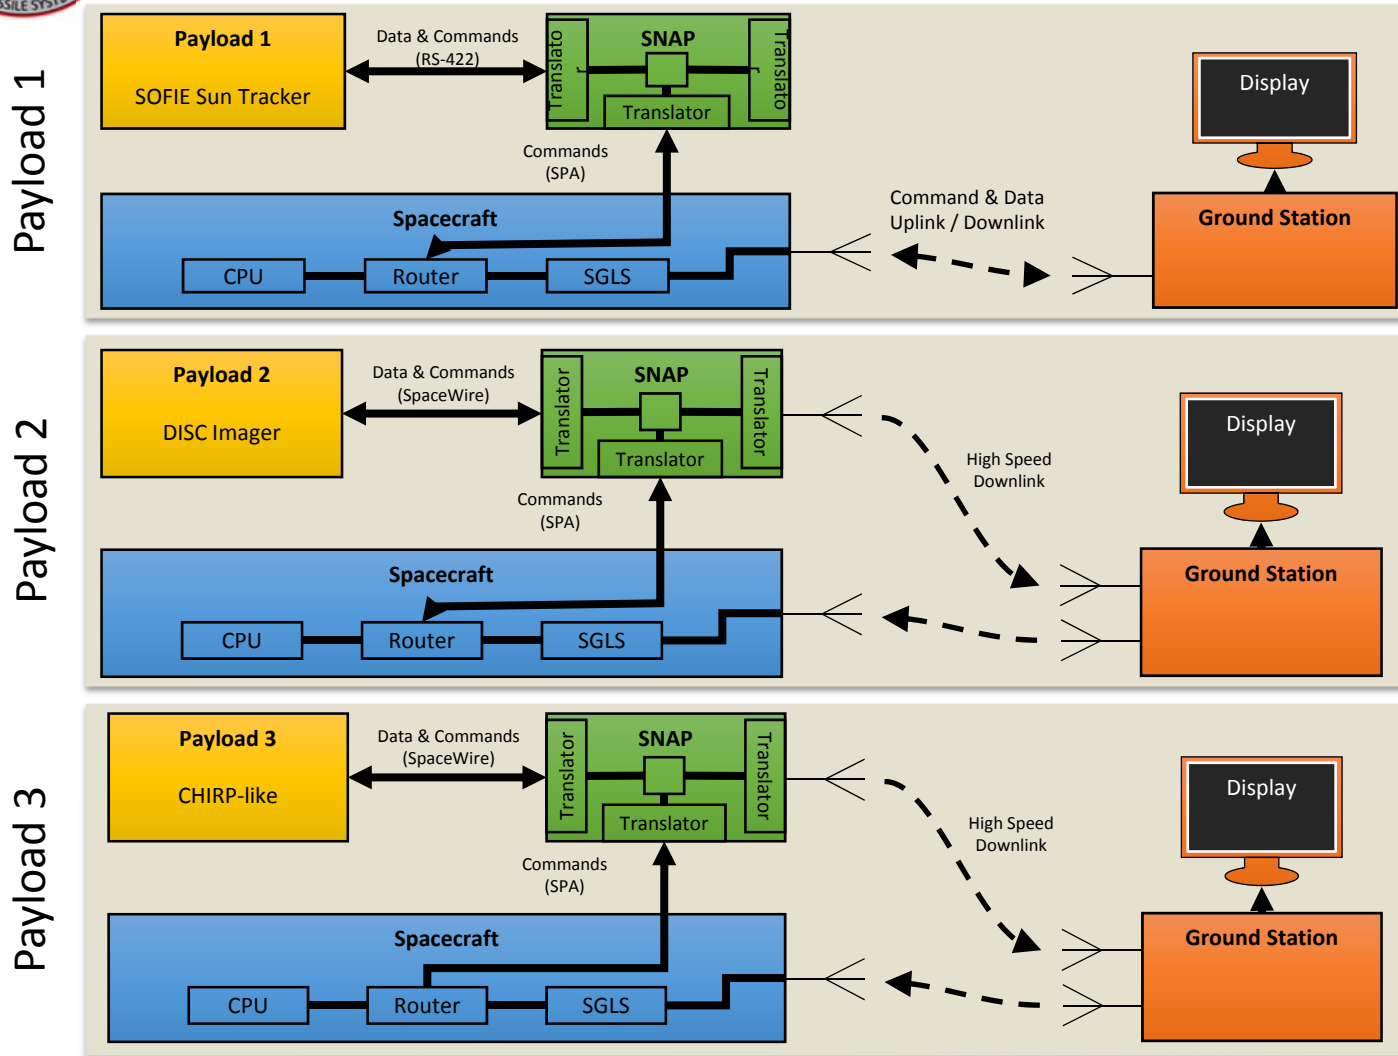 SSILE SYSTE
Payload 1
Payload 1
SOFIE Sun Tracker
Data & Commands
(RS-422)
SNAP
Translato
r
Translato
r
Translator
Commands
(SPA)
Spacecraft
CPU
Router
SGLS
Command & Data
Uplink / Downlink
Display
Ground Station
Payload 2
Payload 2
DISC Imager
Data & Commands
(SpaceWire)
SNAP
Translator
Translator
Translator
Commands
(SPA)
Spacecraft
CPU
Router
SGLS
High Speed
Downlink
Display
Ground Station
Payload 3
Payload 3
CHIRP-like
Data & Commands
(SpaceWire)
SNAP
Translator
Translator
Translator
Commands
(SPA)
Spacecraft
CPU
Router
SGLS
High Speed
Downlink
Display
Ground Station